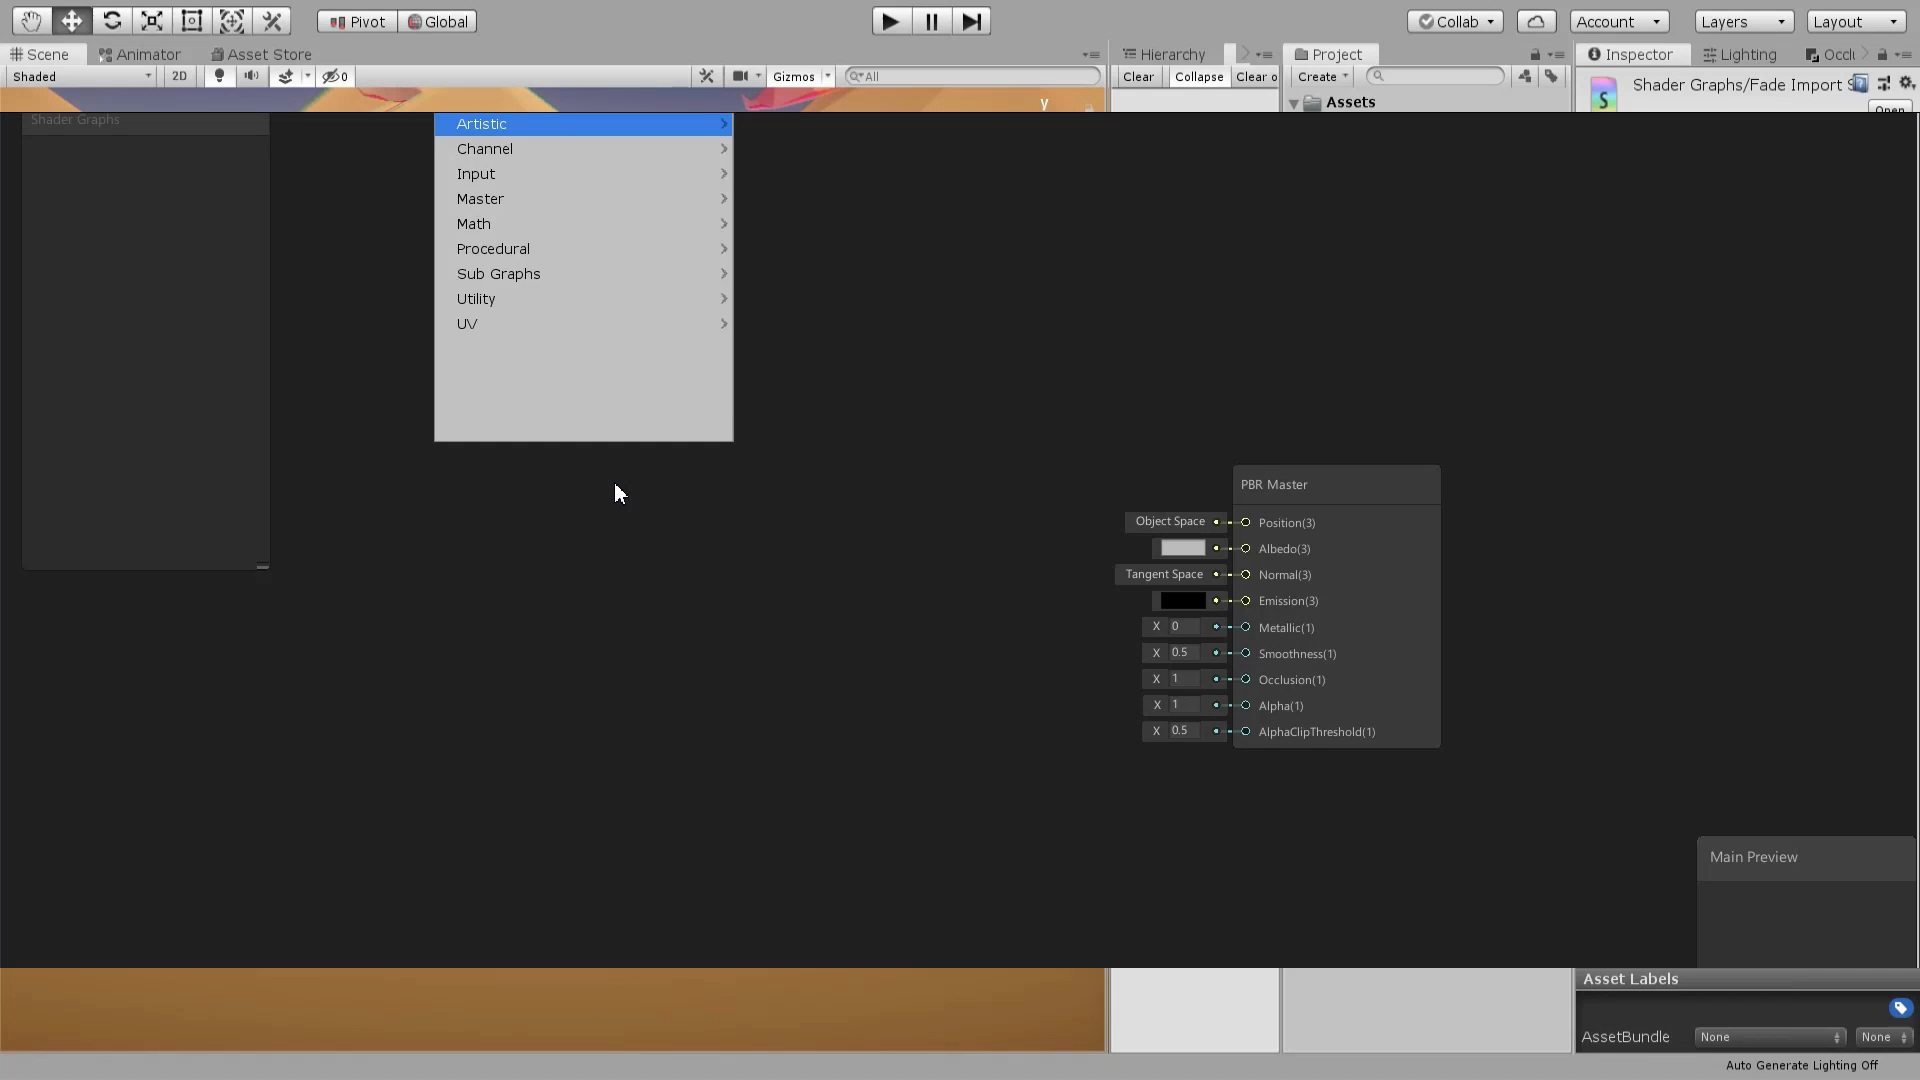 Pivot Global Collab Account Layers Layout
Scene Animator Asset Store Hierarchy Project Inspector Lighting Occl
Shaded 2D 0 Gizmos All Clear Collapse Clear o Create
Shader Graphs/Fade Import S
Open
y
Assets
Shader Graphs
Artistic
Channel
Input
Master
Math
Procedural
Sub Graphs
Utility
UV
PBR Master
Object Space Position(3)
Albedo(3)
Tangent Space Normal(3)
Emission(3)
X 0 Metallic(1)
X 0.5 Smoothness(1)
X 1 Occlusion(1)
X 1 Alpha(1)
X 0.5 AlphaClipThreshold(1)
Main Preview
Asset Labels
AssetBundle None None
Auto Generate Lighting Off